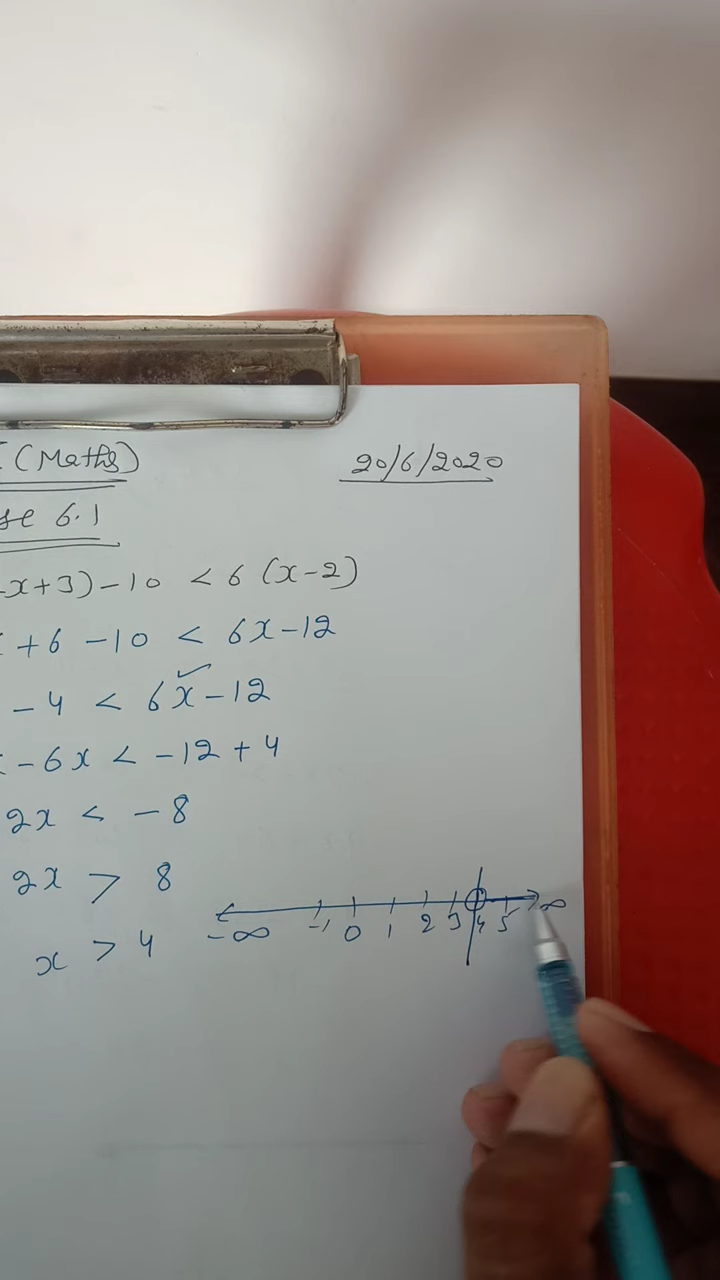 (Maths) 20/6/2020
se 6.1
x+3)-10 < 6 (x-2)
+6 -10 < 6x-12
- 4 < 6x-12
-6x < -12+4
2x < -8
2x > 8
x > 4
-∞ -1 0 1 2 3 4 5 ∞